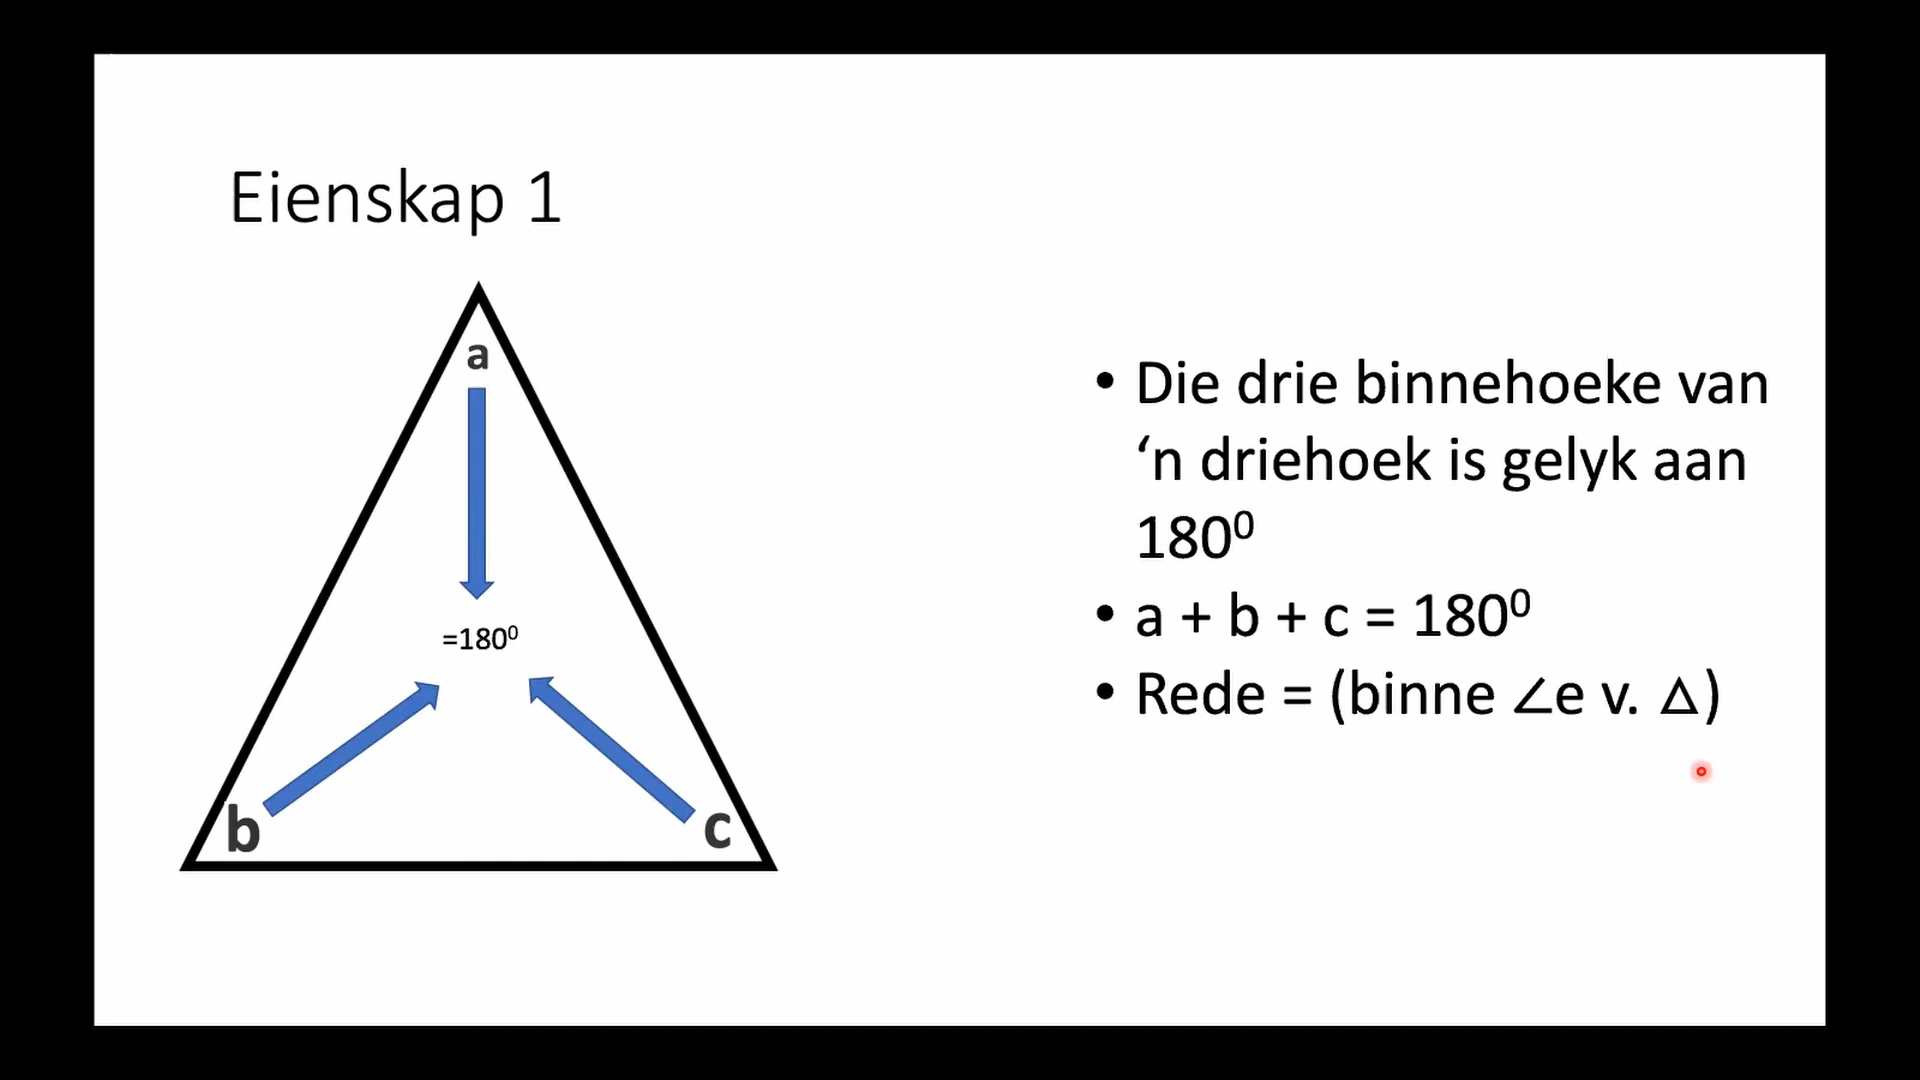 Eienskap 1
a
=180⁰
b
c
• Die drie binnehoeke van
‘n driehoek is gelyk aan
180⁰
• a + b + c = 180⁰
• Rede = (binne ∠e v. △)